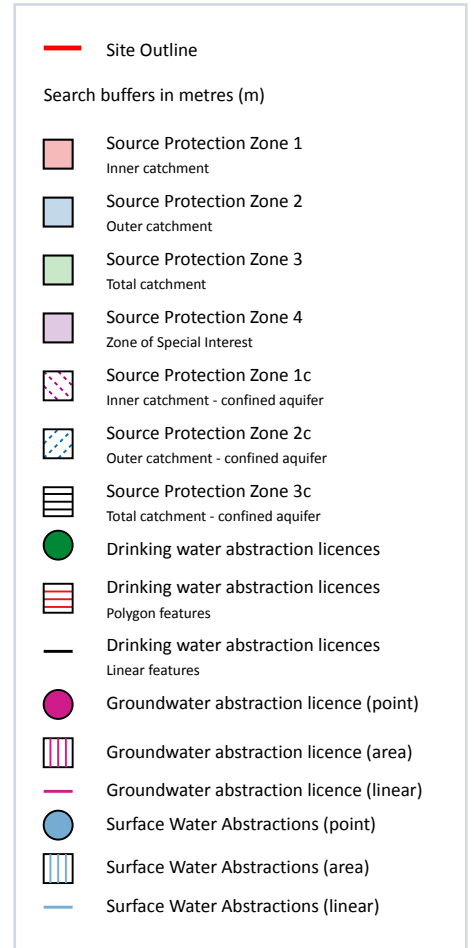 Site Outline
Search buffers in metres (m)
Source Protection Zone 1
Inner catchment
Source Protection Zone 2
Outer catchment
Source Protection Zone 3
Total catchment
Source Protection Zone 4
Zone of Special Interest
Source Protection Zone 1c
Inner catchment - confined aquifer
Source Protection Zone 2c
Outer catchment - confined aquifer
Source Protection Zone 3c
Total catchment - confined aquifer
Drinking water abstraction licences
Drinking water abstraction licences
Polygon features
Drinking water abstraction licences
Linear features
Groundwater abstraction licence (point)
Groundwater abstraction licence (area)
Groundwater abstraction licence (linear)
Surface Water Abstractions (point)
Surface Water Abstractions (area)
Surface Water Abstractions (linear)